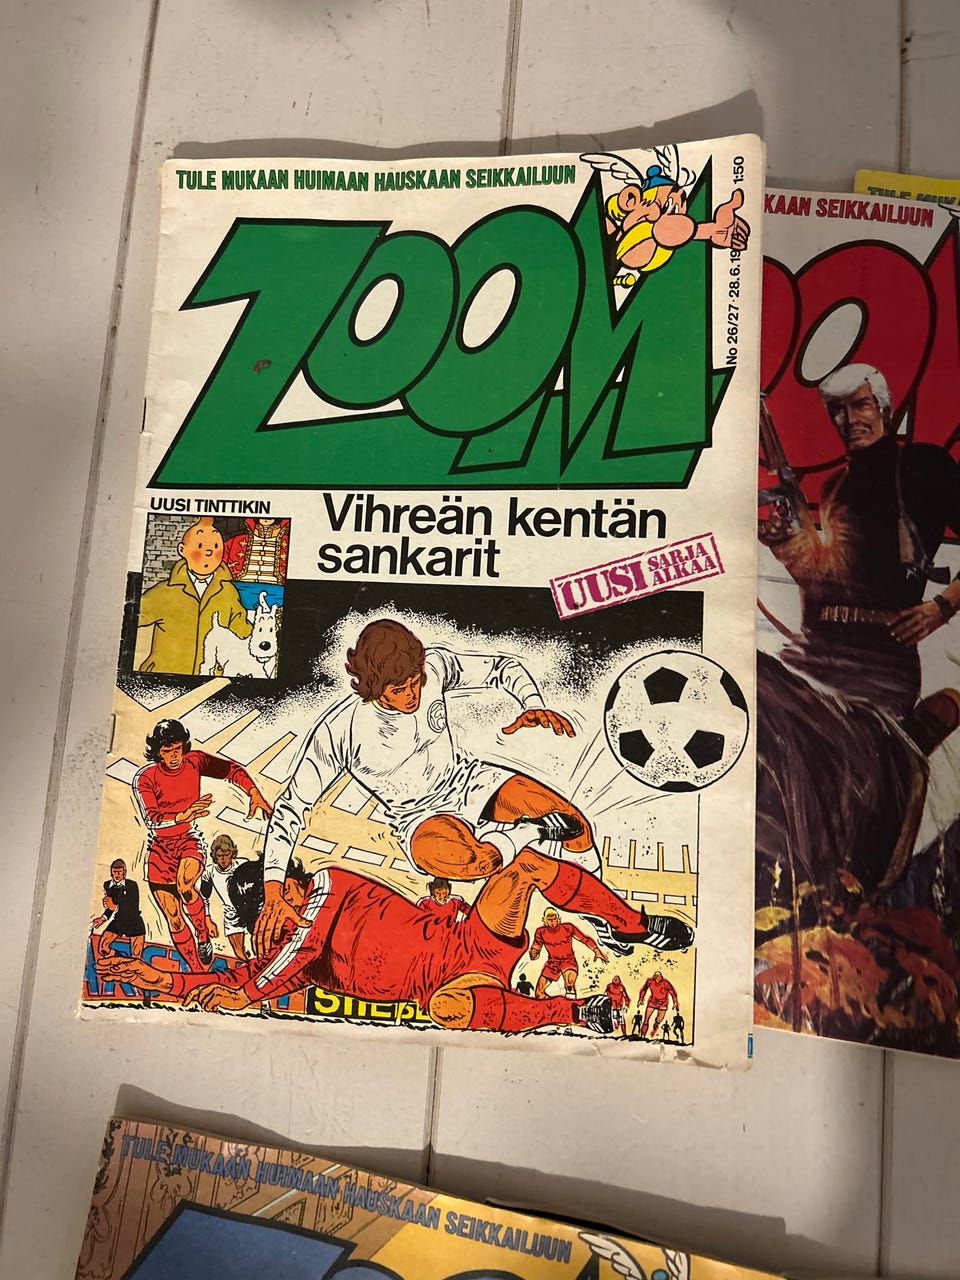 TULE MUKAAN HUIMAAN HAUSKAAN SEIKKAILUUN
ZOOM
1:50
No 26/27 · 28.6.19
UUSI TINTTIKIN
Vihreän kentän
sankarit
UUSI SARJA
ALKAA
KAAN SEIKKAILUUN
TULE MUKAAN HUIMAAN HAUSKAAN SEIKKAILUUN